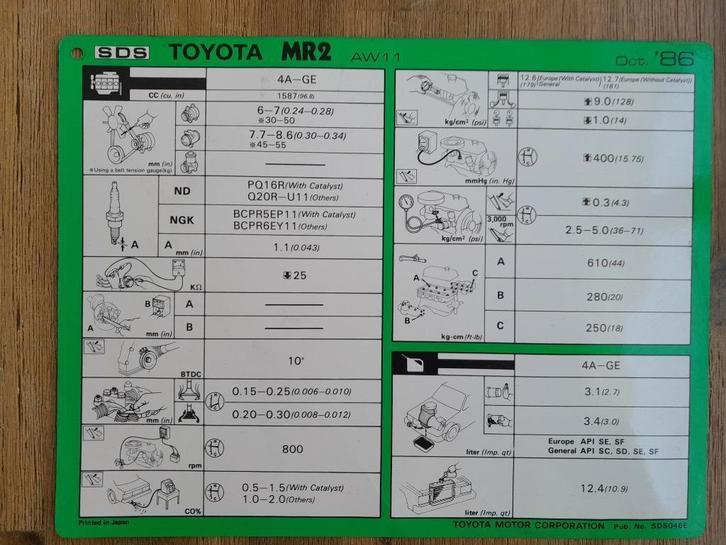 SDS TOYOTA MR2 AW11 Oct. '86
4A-GE
CC (cu. in) 1587 (96.8)
6–7 (0.24–0.28)
※30–50
7.7–8.6 (0.30–0.34)
※45–55
mm (in)
※Using a belt tension gauge(kg)
ND PQ16R (With Catalyst)
Q20R–U11 (Others)
NGK BCPR5EP11 (With Catalyst)
BCPR6EY11 (Others)
A A mm (in) 1.1 (0.043)
KΩ 25
B A
A mm (in) B
BTDC 10°
0.15–0.25 (0.006–0.010)
mm (in) 0.20–0.30 (0.008–0.012)
rpm 800
0.5–1.5 (With Catalyst)
CO% 1.0–2.0 (Others)
12.6 (179) [Europe (With Catalyst) General] 12.7 (181) (Europe (Without Catalyst))
9.0 (128)
kg/cm² (psi) 1.0 (14)
400 (15.75)
mmHg (in. Hg)
0.3 (4.3)
3,000 rpm
kg/cm² (psi) 2.5–5.0 (36–71)
A 610 (44)
A C
B 280 (20)
B
C 250 (18)
kg-cm (ft-lb)
4A-GE
3.1 (2.7)
3.4 (3.0)
Europe API SE, SF
liter (Imp. qt) General API SC, SD, SE, SF
12.4 (10.9)
liter (Imp. qt)
Printed in Japan
TOYOTA MOTOR CORPORATION Pub. No. SDS046E